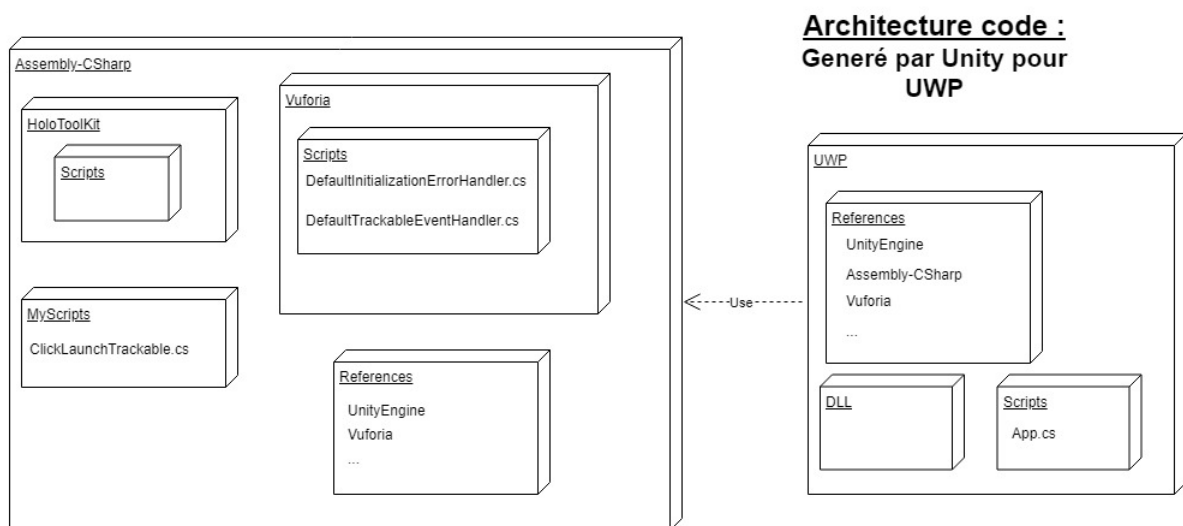 Architecture code :
Generé par Unity pour
UWP
Assembly-CSharp
HoloToolKit
Scripts
Vuforia
Scripts
DefaultInitializationErrorHandler.cs
DefaultTrackableEventHandler.cs
MyScripts
ClickLaunchTrackable.cs
References
UnityEngine
Vuforia
...
Use
UWP
References
UnityEngine
Assembly-CSharp
Vuforia
...
DLL
Scripts
App.cs